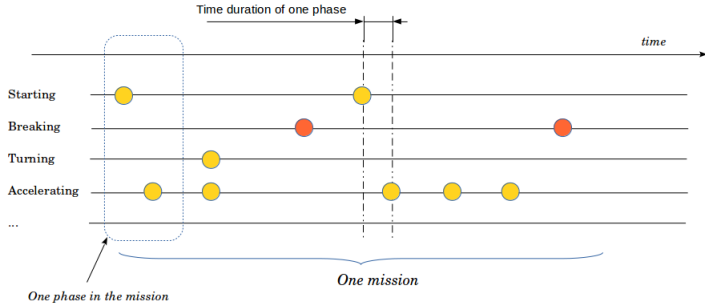 Time duration of one phase
time
Starting
Breaking
Turning
Accelerating
...
One mission
One phase in the mission